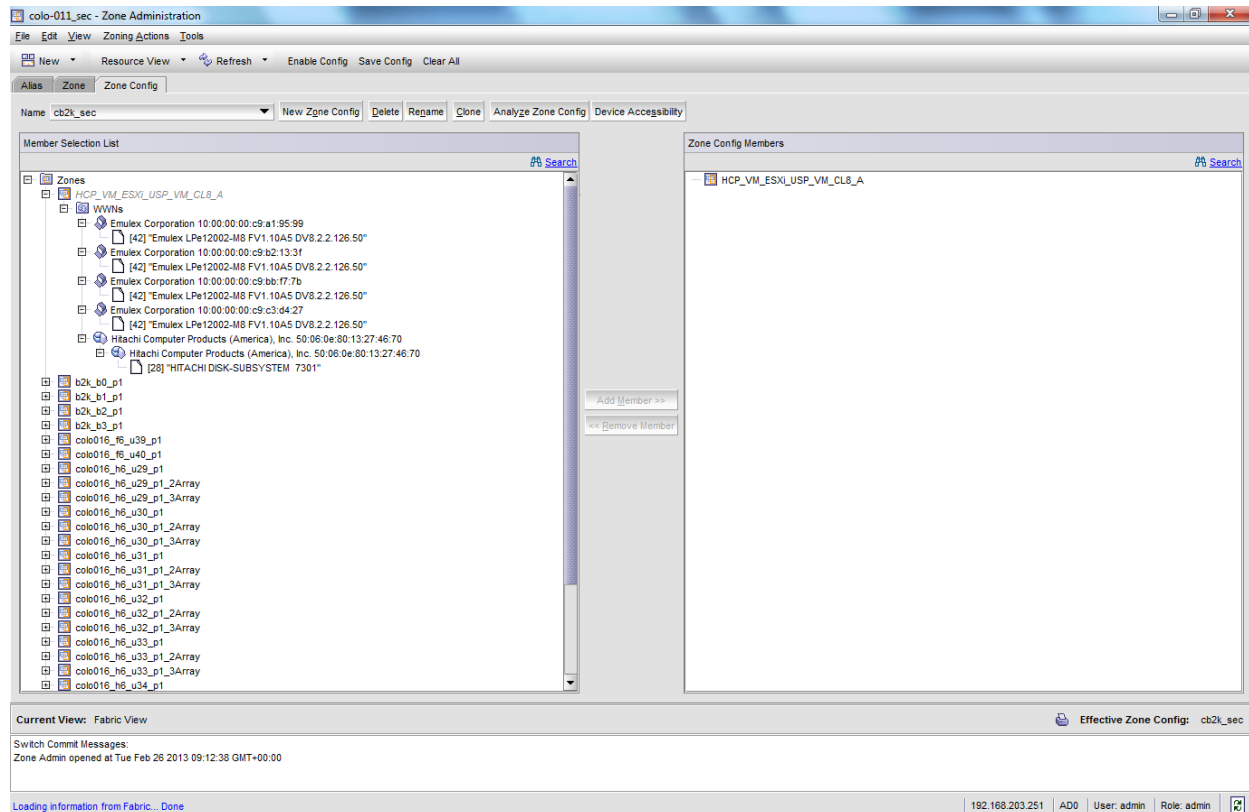 colo-011_sec - Zone Administration
File Edit View Zoning Actions Tools
New Resource View Refresh Enable Config Save Config Clear All
Alias Zone Zone Config
Name cb2k_sec New Zone Config Delete Rename Clone Analyze Zone Config Device Accessibility
Member Selection List
Search
Zones
HCP_VM_ESXi_USP_VM_CL8_A
WWNs
Emulex Corporation 10:00:00:00:c9:a1:95:99
[42] "Emulex LPe12002-M8 FV1.10A5 DV8.2.2.126.50"
Emulex Corporation 10:00:00:00:c9:b2:13:3f
[42] "Emulex LPe12002-M8 FV1.10A5 DV8.2.2.126.50"
Emulex Corporation 10:00:00:00:c9:bb:f7:7b
[42] "Emulex LPe12002-M8 FV1.10A5 DV8.2.2.126.50"
Emulex Corporation 10:00:00:00:c9:c3:d4:27
[42] "Emulex LPe12002-M8 FV1.10A5 DV8.2.2.126.50"
Hitachi Computer Products (America), Inc. 50:06:0e:80:13:27:46:70
Hitachi Computer Products (America), Inc. 50:06:0e:80:13:27:46:70
[28] "HITACHI DISK-SUBSYSTEM 7301"
b2k_b0_p1
b2k_b1_p1
b2k_b2_p1
b2k_b3_p1
colo016_f6_u39_p1
colo016_f6_u40_p1
colo016_h6_u29_p1
colo016_h6_u29_p1_2Array
colo016_h6_u29_p1_3Array
colo016_h6_u30_p1
colo016_h6_u30_p1_2Array
colo016_h6_u30_p1_3Array
colo016_h6_u31_p1
colo016_h6_u31_p1_2Array
colo016_h6_u31_p1_3Array
colo016_h6_u32_p1
colo016_h6_u32_p1_2Array
colo016_h6_u32_p1_3Array
colo016_h6_u33_p1
colo016_h6_u33_p1_2Array
colo016_h6_u33_p1_3Array
colo016_h6_u34_p1
Add Member >>
<< Remove Member
Zone Config Members
Search
HCP_VM_ESXi_USP_VM_CL8_A
Current View: Fabric View Effective Zone Config: cb2k_sec
Switch Commit Messages:
Zone Admin opened at Tue Feb 26 2013 09:12:38 GMT+00:00
Loading information from Fabric... Done 192.168.203.251 AD0 User: admin Role: admin